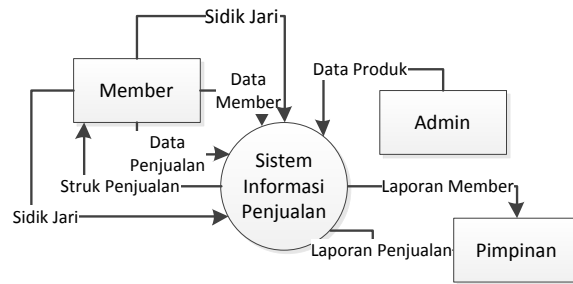 Sidik Jari
Member
Data
Member
Data Produk
Admin
Data
Penjualan
Struk Penjualan
Sidik Jari
Sistem
Informasi
Penjualan
Laporan Member
Laporan Penjualan
Pimpinan